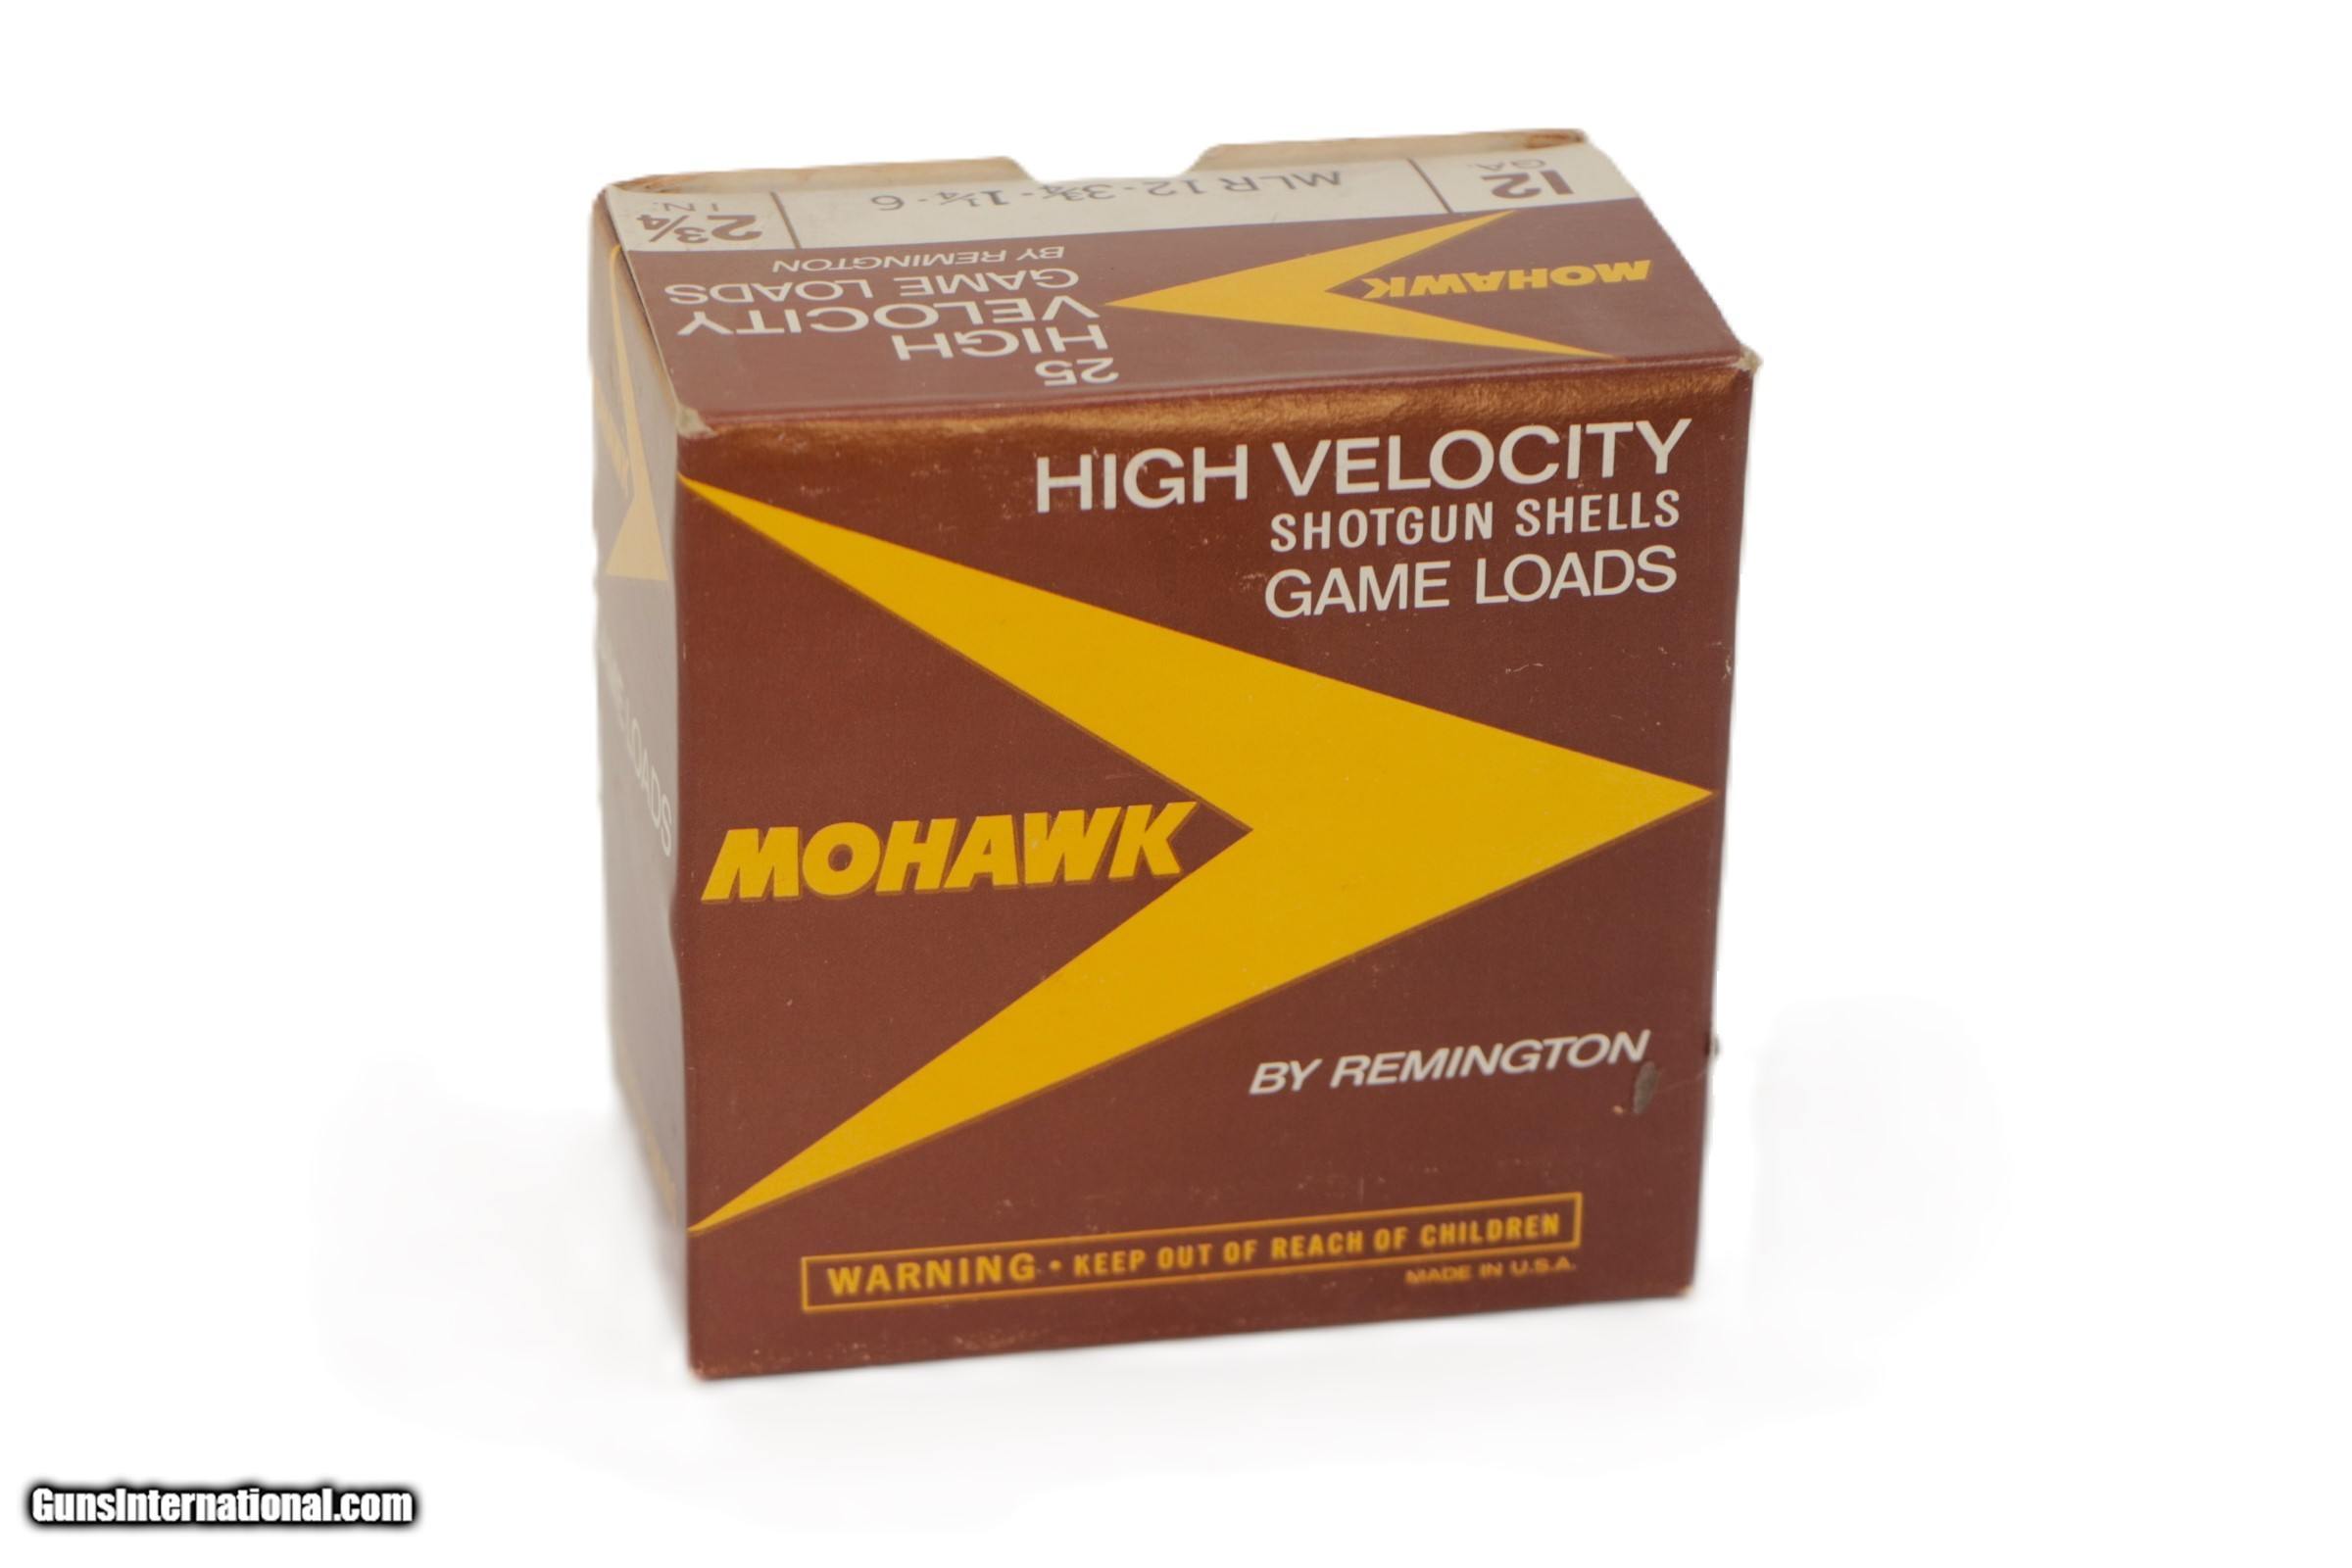 12 GA.
MLR 12 · 3¾ · 1¼ · 6
2¾ IN.
MOHAWK
25
HIGH
VELOCITY
GAME LOADS
BY REMINGTON
HIGH VELOCITY
SHOTGUN SHELLS
GAME LOADS
MOHAWK
BY REMINGTON
WARNING · KEEP OUT OF REACH OF CHILDREN
MADE IN U.S.A.
LOADS
GunsInternational.com